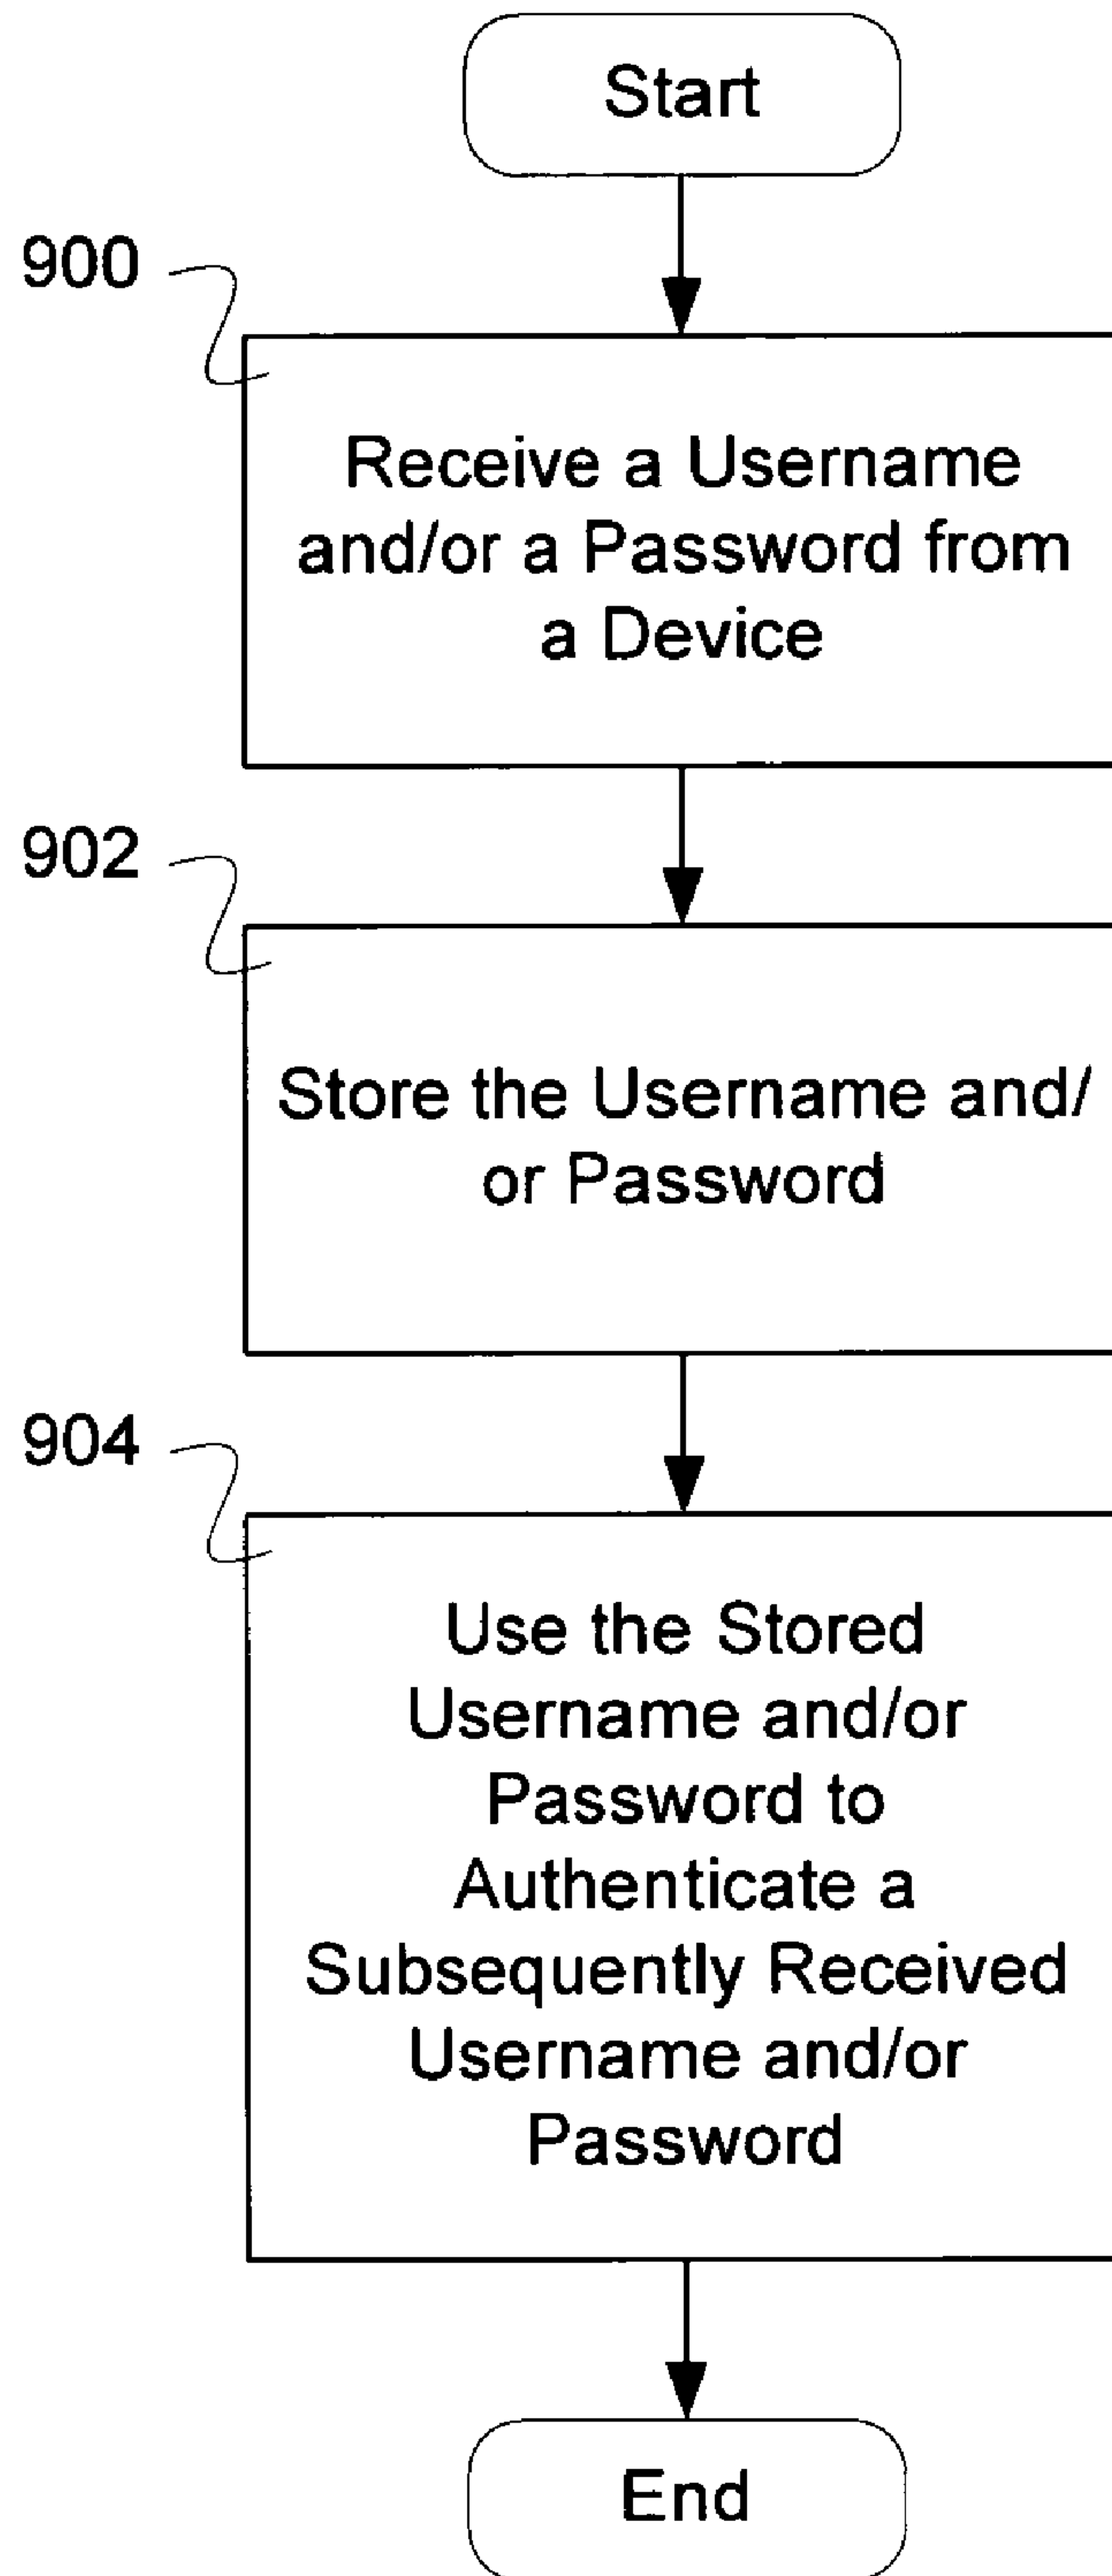 Start
900
Receive a Username
and/or a Password from
a Device
902
Store the Username and/
or Password
904
Use the Stored
Username and/or
Password to
Authenticate a
Subsequently Received
Username and/or
Password
End